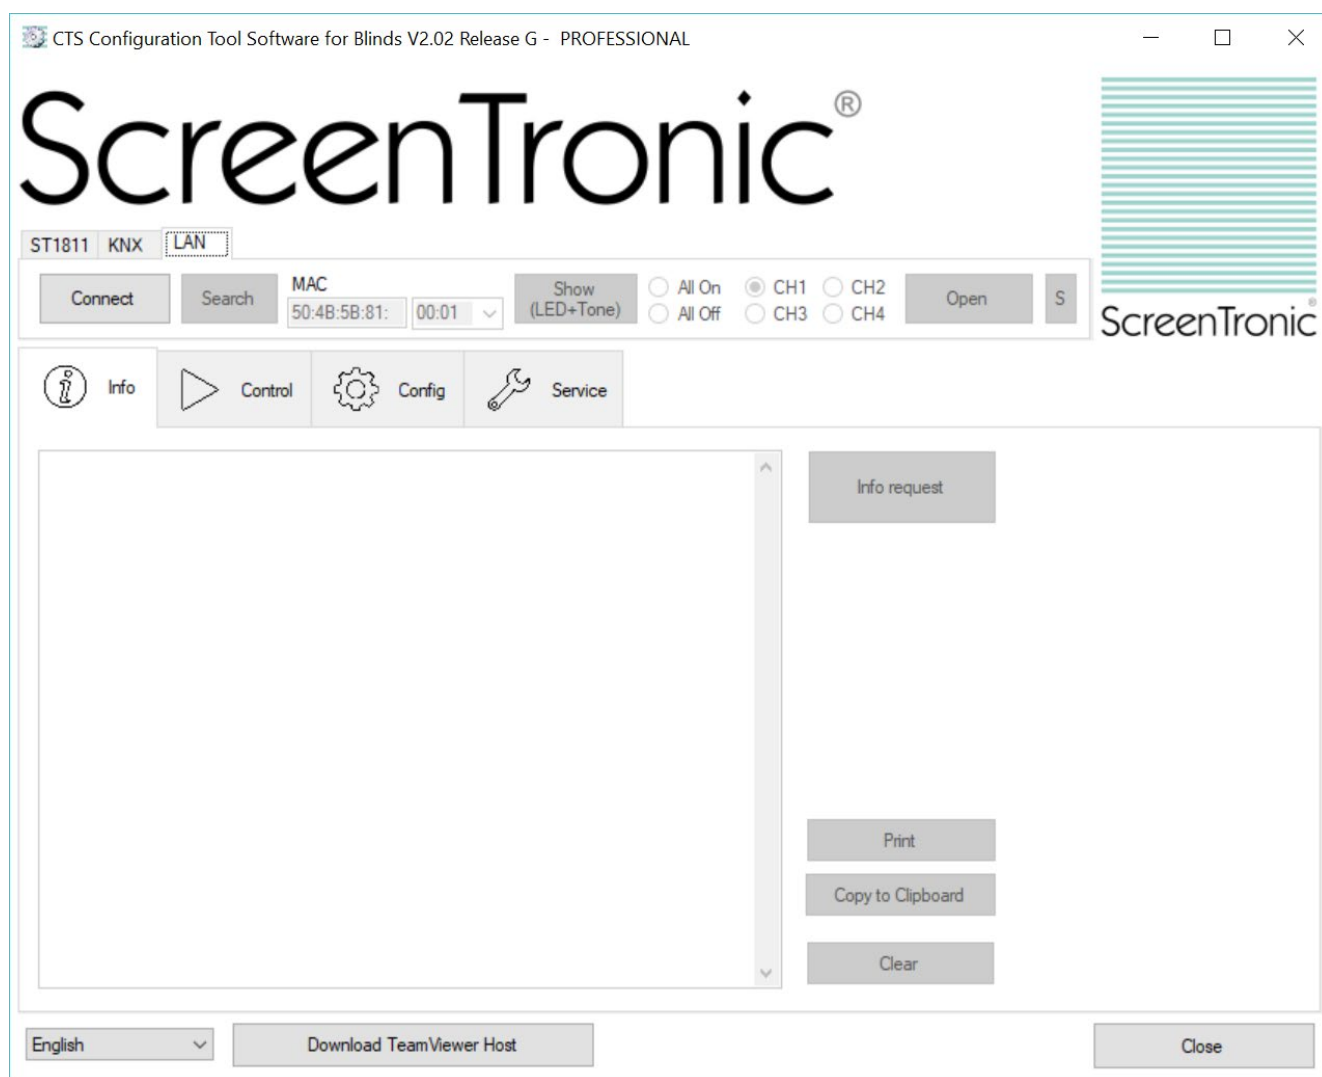 CTS Configuration Tool Software for Blinds V2.02 Release G - PROFESSIONAL
ScreenTronic®
ST1811 KNX LAN
Connect Search MAC 50:4B:5B:81: 00:01 Show (LED+Tone) All On All Off CH1 CH2 CH3 CH4 Open S
ScreenTronic®
Info Control Config Service
Info request
Print
Copy to Clipboard
Clear
English Download TeamViewer Host Close